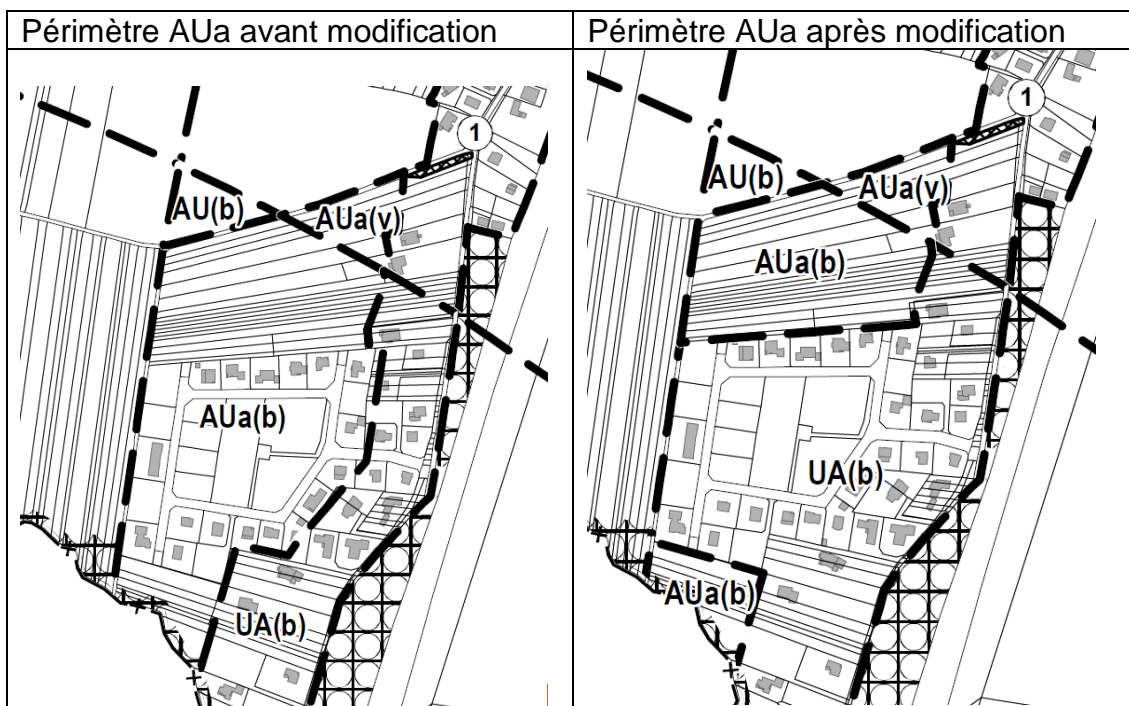 Périmètre AUa avant modification
Périmètre AUa après modification
1
AU(b)
AUa(v)
AUa(b)
UA(b)
1
AU(b)
AUa(v)
AUa(b)
UA(b)
AUa(b)